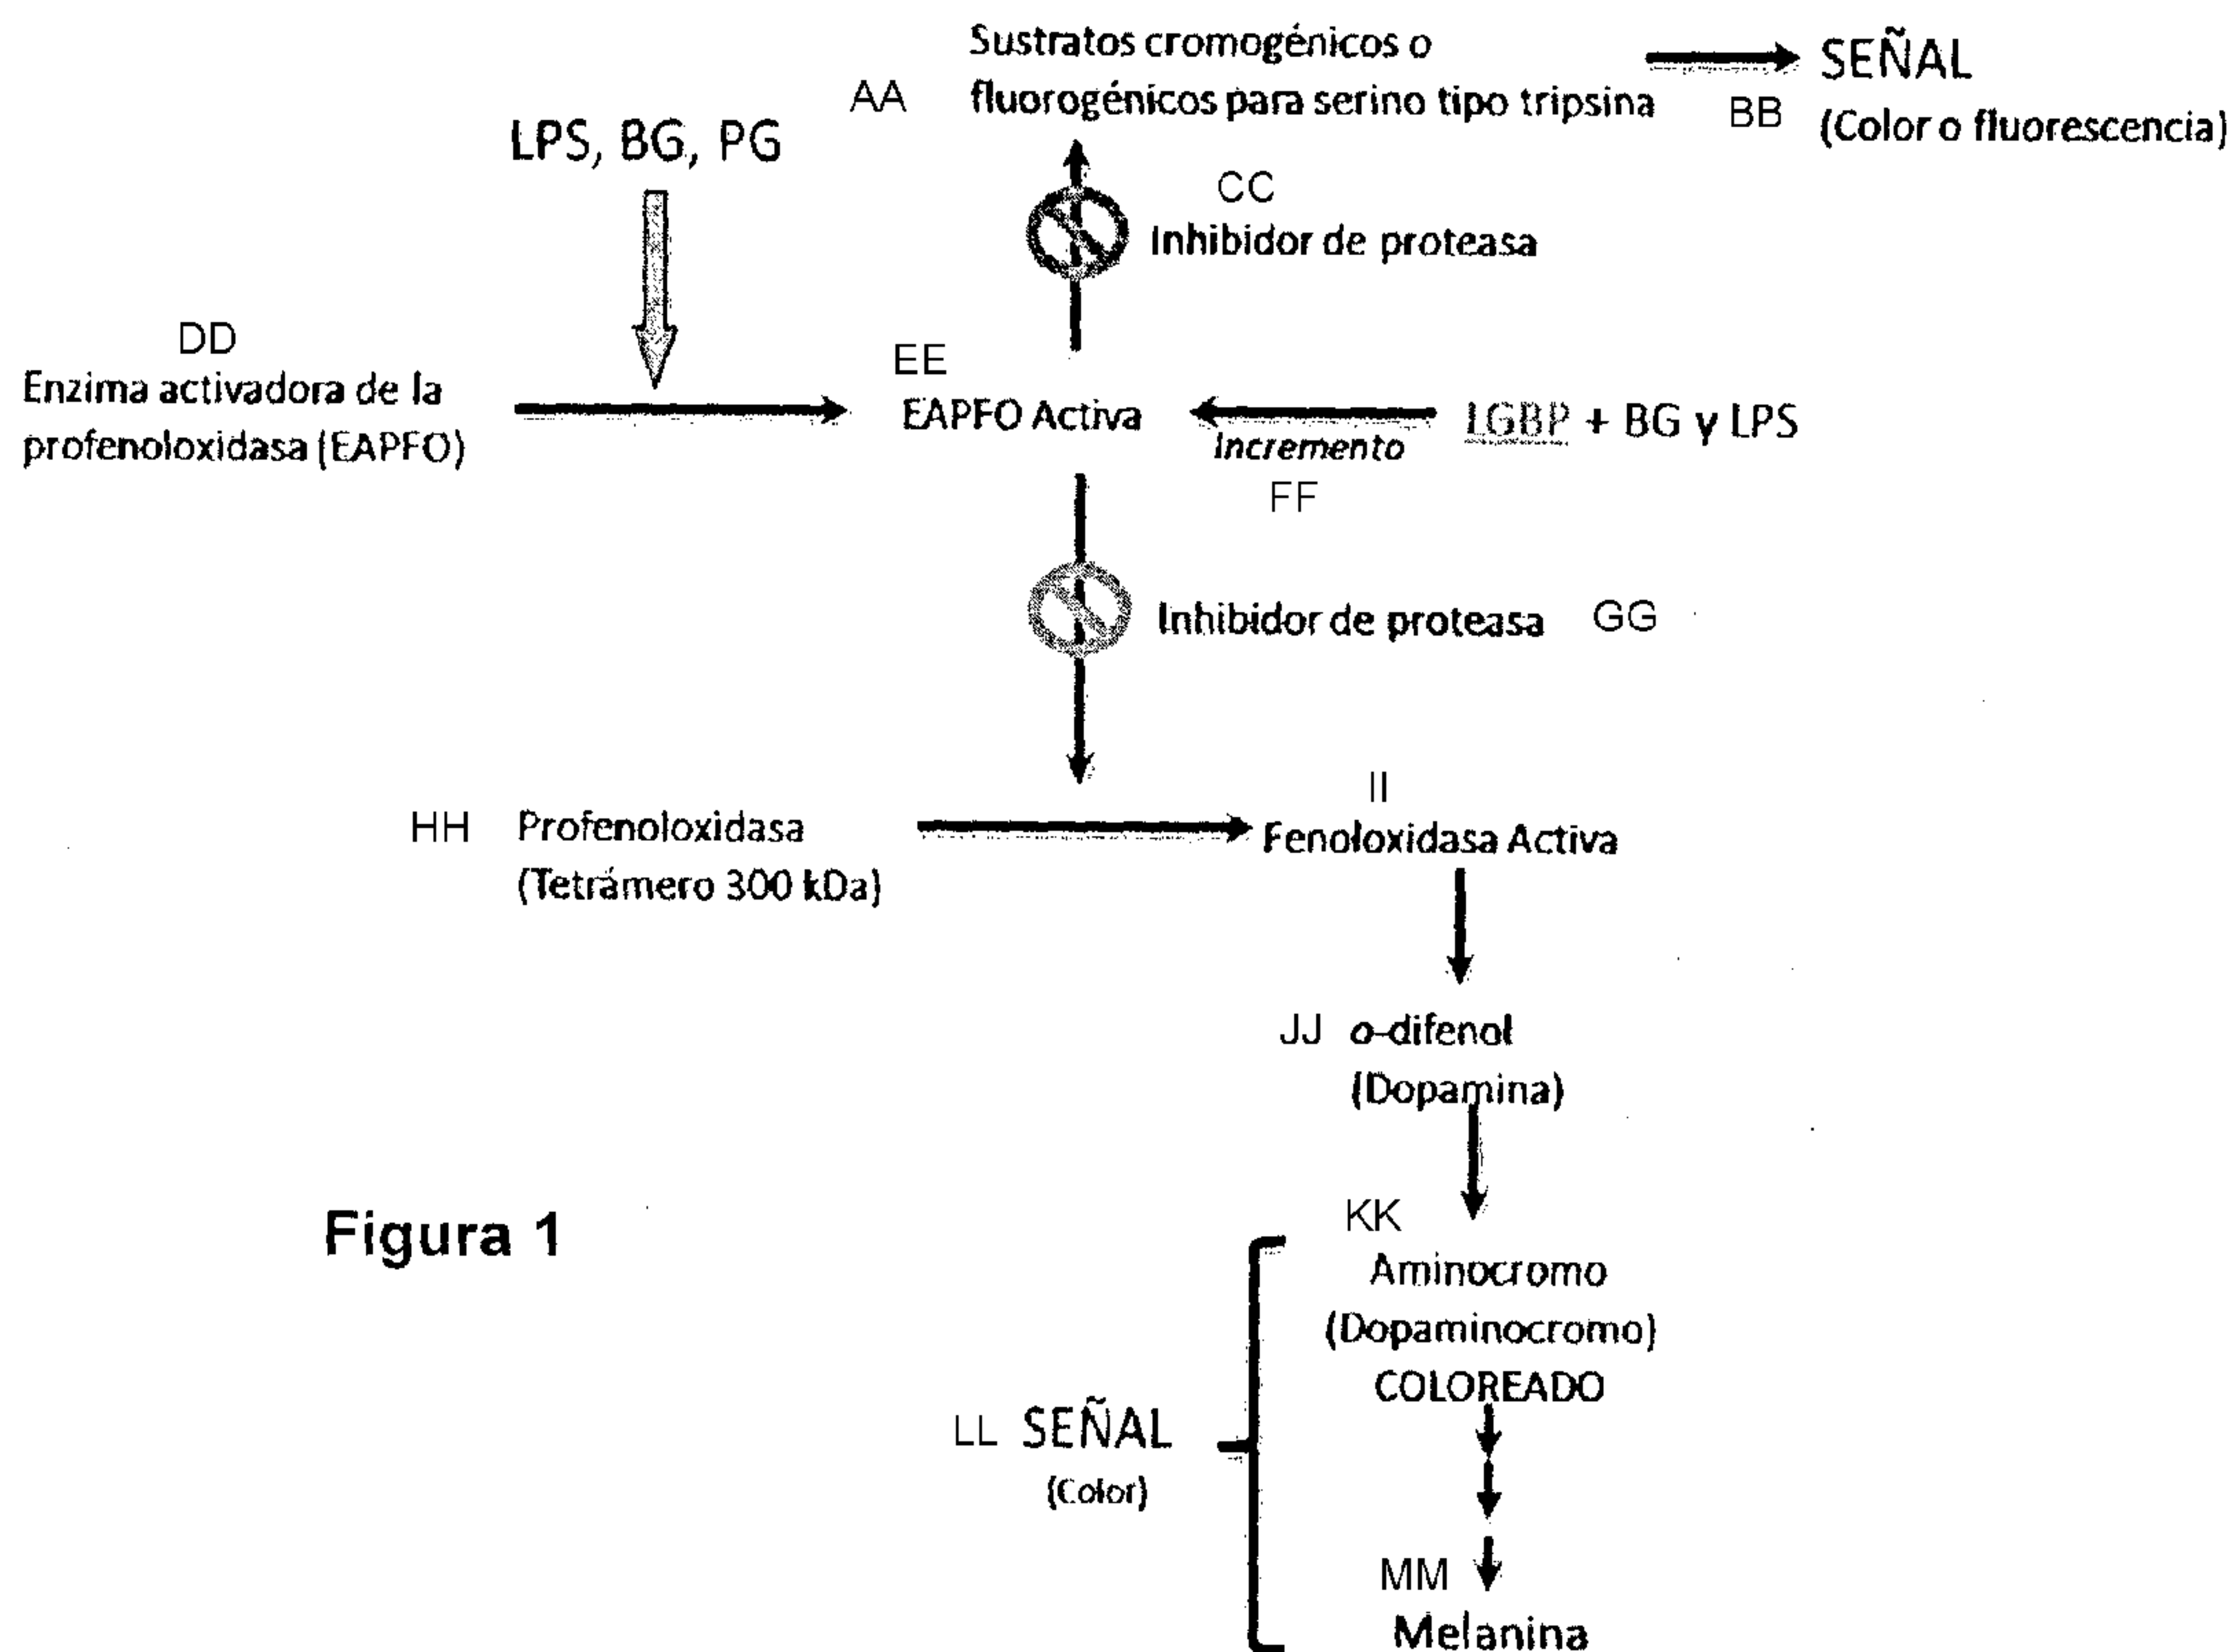 Sustratos cromogénicos o
AA fluorogénicos para serino tipo tripsina
SEÑAL
BB (Color o fluorescencia)
LPS, BG, PG
CC
Inhibidor de proteasa
DD
Enzima activadora de la
profenoloxidasa (EAPFO)
EE
EAPFO Activa
LGBP + BG y LPS
Incremento
FF
Inhibidor de proteasa GG
HH Profenoloxidasa
(Tetrámero 300 kDa)
II
Fenoloxidasa Activa
JJ o-difenol
(Dopamina)
KK
Aminocromo
(Dopaminocromo)
COLOREADO
LL SEÑAL
(Color)
MM
Melanina
Figura 1